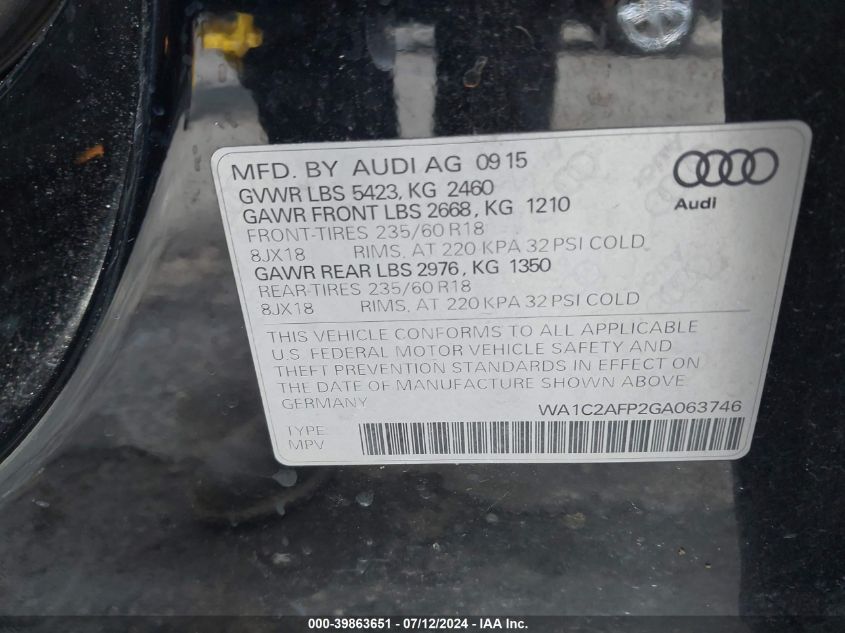 MFD. BY AUDI AG 09 15
GVWR LBS 5423, KG 2460
GAWR FRONT LBS 2668, KG 1210
FRONT-TIRES 235/60 R18
8JX18 RIMS, AT 220 KPA 32 PSI COLD
GAWR REAR LBS 2976, KG 1350
REAR-TIRES 235/60 R18
8JX18 RIMS, AT 220 KPA 32 PSI COLD
Audi
THIS VEHICLE CONFORMS TO ALL APPLICABLE
U.S. FEDERAL MOTOR VEHICLE SAFETY AND
THEFT PREVENTION STANDARDS IN EFFECT ON
THE DATE OF MANUFACTURE SHOWN ABOVE
GERMANY
WA1C2AFP2GA063746
TYPE
MPV
000-39863651 - 07/12/2024 - IAA Inc.